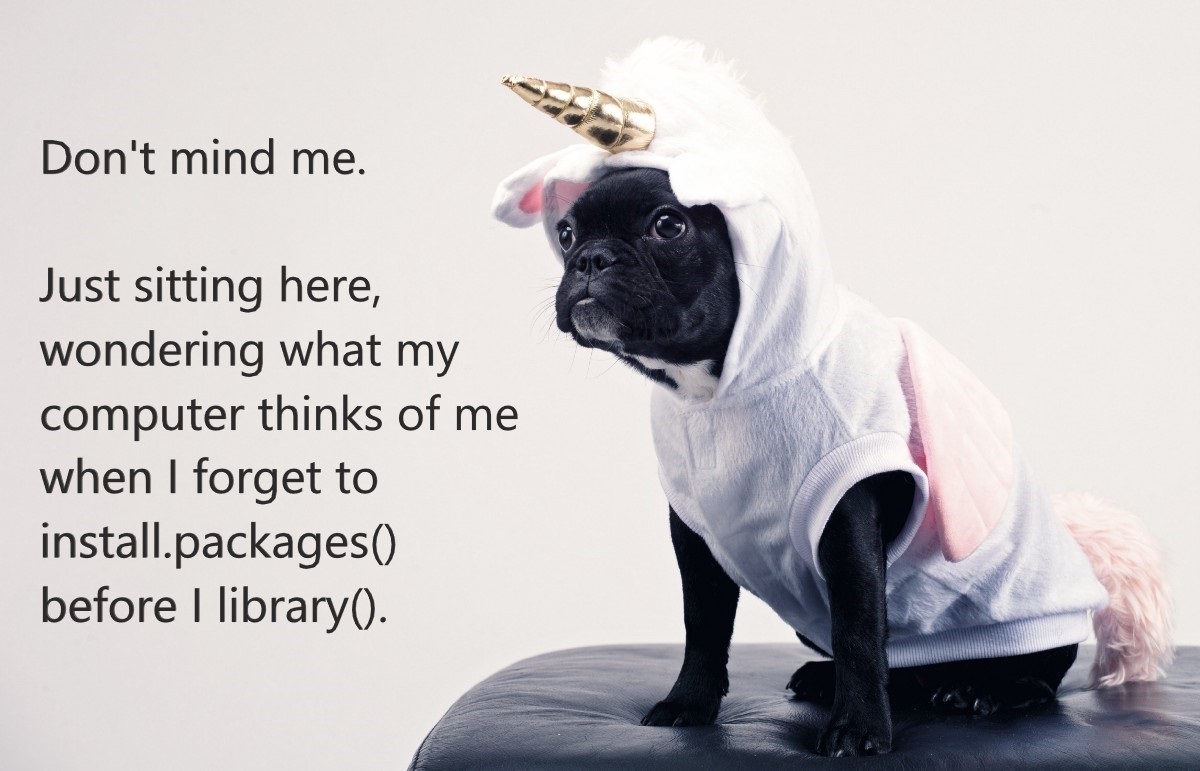 Don't mind me.
Just sitting here,
wondering what my
computer thinks of me
when I forget to
install.packages()
before I library().